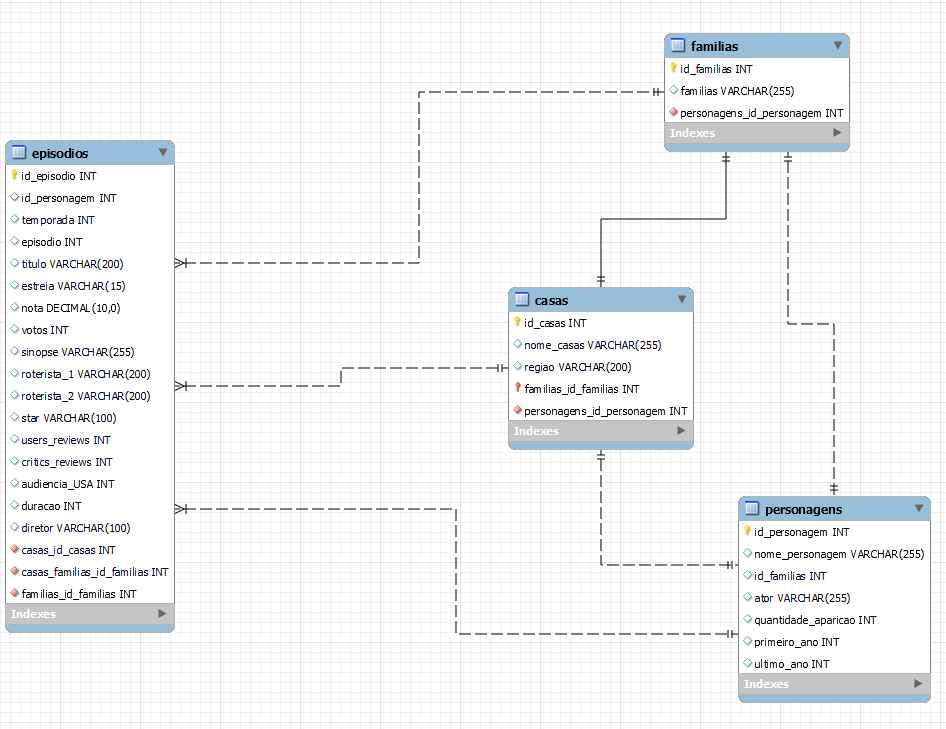 familias
id_familias INT
familias VARCHAR(255)
personagens_id_personagem INT
Indexes
episodios
id_episodio INT
id_personagem INT
temporada INT
episodio INT
titulo VARCHAR(200)
estreia VARCHAR(15)
nota DECIMAL(10,0)
votos INT
sinopse VARCHAR(255)
roterista_1 VARCHAR(200)
roterista_2 VARCHAR(200)
star VARCHAR(100)
users_reviews INT
critics_reviews INT
audiencia_USA INT
duracao INT
diretor VARCHAR(100)
casas_id_casas INT
casas_familias_id_familias INT
familias_id_familias INT
Indexes
casas
id_casas INT
nome_casas VARCHAR(255)
regiao VARCHAR(200)
familias_id_familias INT
personagens_id_personagem INT
Indexes
personagens
id_personagem INT
nome_personagem VARCHAR(255)
id_familias INT
ator VARCHAR(255)
quantidade_aparicao INT
primeiro_ano INT
ultimo_ano INT
Indexes